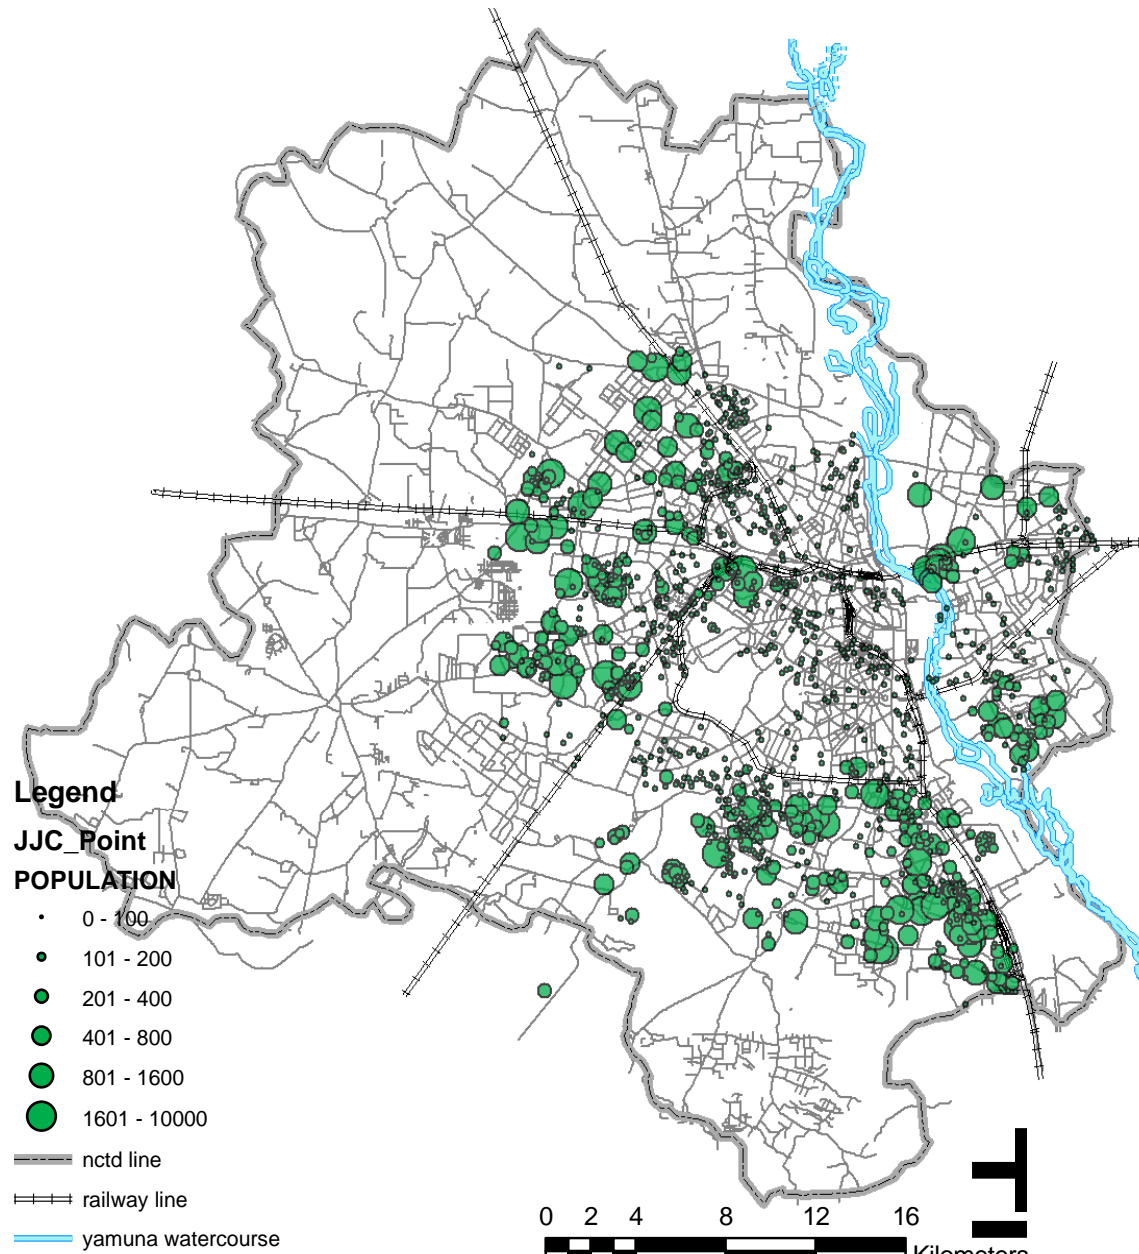 Legend
JJC_Point
POPULATION
0 - 100
101 - 200
201 - 400
401 - 800
801 - 1600
1601 - 10000
nctd line
railway line
yamuna watercourse
0 2 4 8 12 16
Kilometers